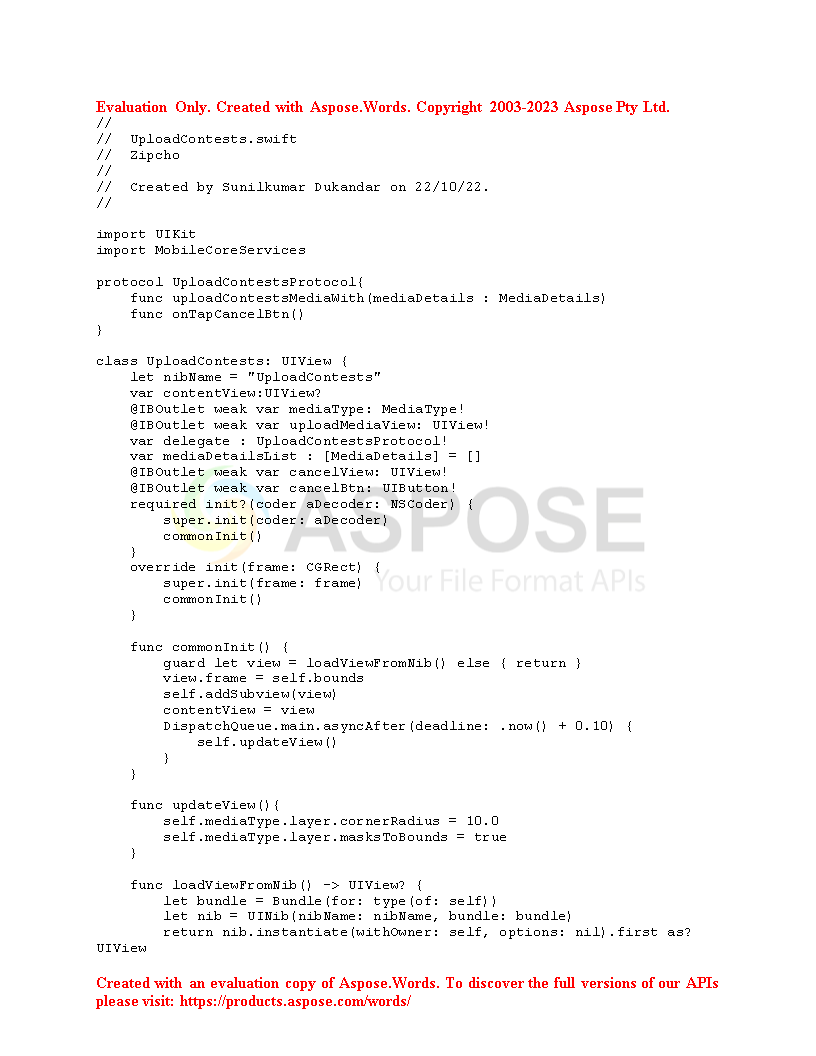 Evaluation Only. Created with Aspose.Words. Copyright 2003-2023 Aspose Pty Ltd.
//
//  UploadContests.swift
//  Zipcho
//
//  Created by Sunilkumar Dukandar on 22/10/22.
//
import UIKit
import MobileCoreServices
protocol UploadContestsProtocol{
    func uploadContestsMediaWith(mediaDetails : MediaDetails)
    func onTapCancelBtn()
}
class UploadContests: UIView {
    let nibName = "UploadContests"
    var contentView:UIView?
    @IBOutlet weak var mediaType: MediaType!
    @IBOutlet weak var uploadMediaView: UIView!
    var delegate : UploadContestsProtocol!
    var mediaDetailsList : [MediaDetails] = []
    @IBOutlet weak var cancelView: UIView!
    @IBOutlet weak var cancelBtn: UIButton!
    required init?(coder aDecoder: NSCoder) {
        super.init(coder: aDecoder)
        commonInit()
    }
    override init(frame: CGRect) {
        super.init(frame: frame)
        commonInit()
    }
ASPOSE
Your File Format APIs
    func commonInit() {
        guard let view = loadViewFromNib() else { return }
        view.frame = self.bounds
        self.addSubview(view)
        contentView = view
        DispatchQueue.main.asyncAfter(deadline: .now() + 0.10) {
            self.updateView()
        }
    }
    func updateView(){
        self.mediaType.layer.cornerRadius = 10.0
        self.mediaType.layer.masksToBounds = true
    }
    func loadViewFromNib() -> UIView? {
        let bundle = Bundle(for: type(of: self))
        let nib = UINib(nibName: nibName, bundle: bundle)
        return nib.instantiate(withOwner: self, options: nil).first as?
UIView
Created with an evaluation copy of Aspose.Words. To discover the full versions of our APIs
please visit: https://products.aspose.com/words/